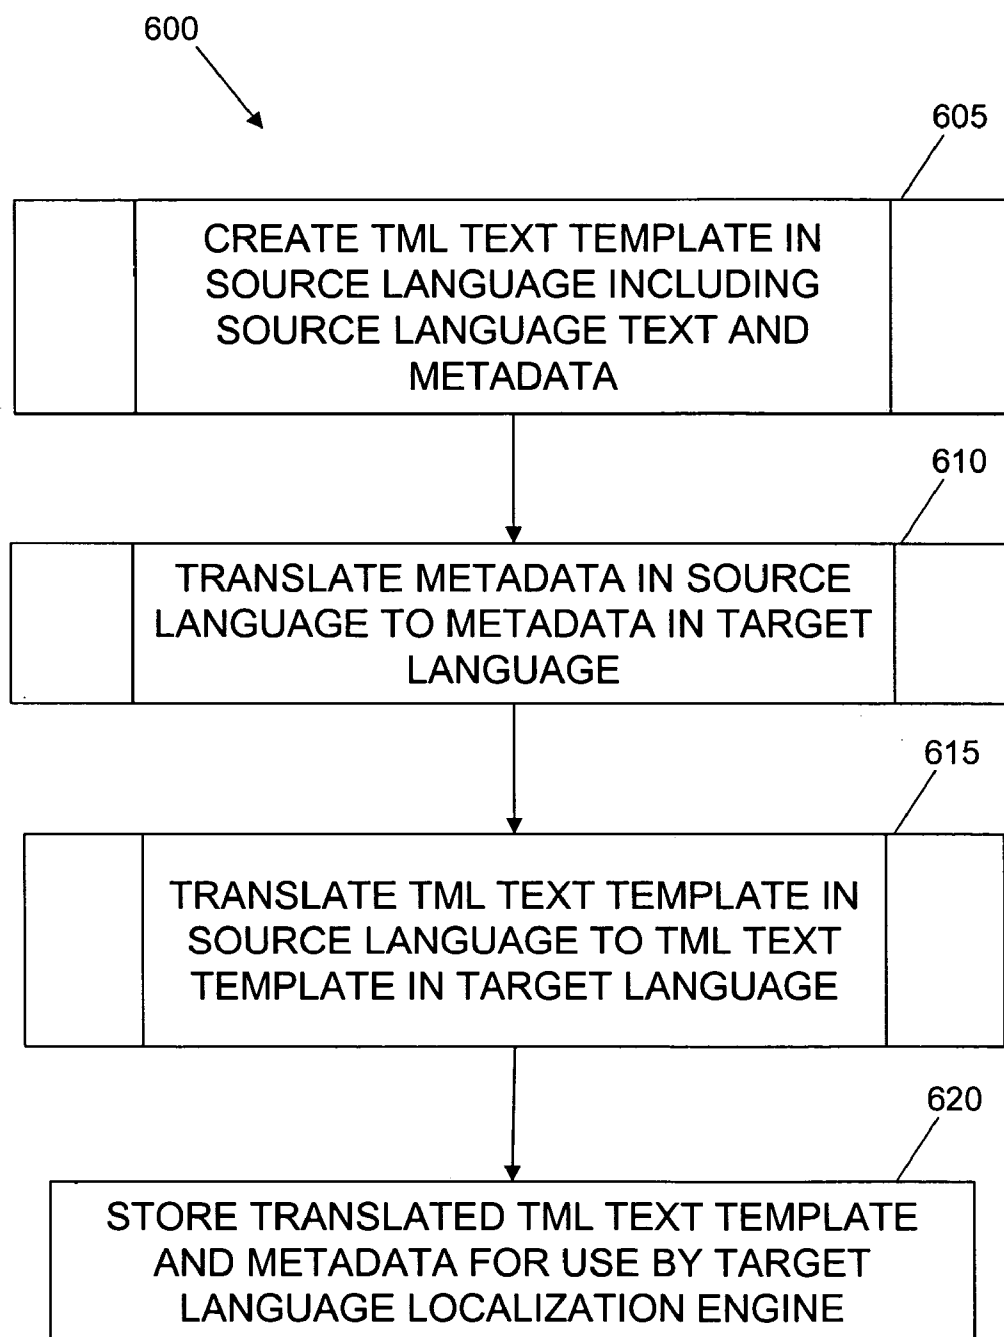 600
605
CREATE TML TEXT TEMPLATE IN
SOURCE LANGUAGE INCLUDING
SOURCE LANGUAGE TEXT AND
METADATA
610
TRANSLATE METADATA IN SOURCE
LANGUAGE TO METADATA IN TARGET
LANGUAGE
615
TRANSLATE TML TEXT TEMPLATE IN
SOURCE LANGUAGE TO TML TEXT
TEMPLATE IN TARGET LANGUAGE
620
STORE TRANSLATED TML TEXT TEMPLATE
AND METADATA FOR USE BY TARGET
LANGUAGE LOCALIZATION ENGINE